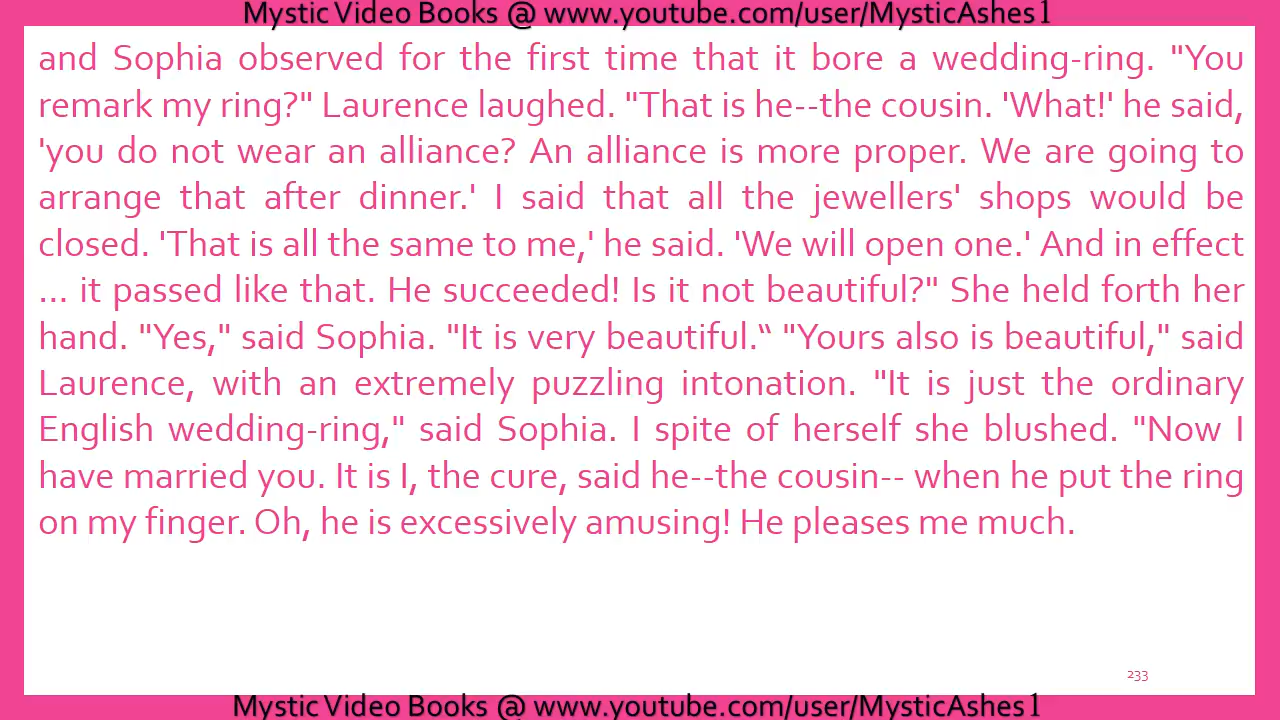 Mystic Video Books @ www.youtube.com/user/MysticAshes1
and Sophia observed for the first time that it bore a wedding-ring. "You
remark my ring?" Laurence laughed. "That is he--the cousin. 'What!' he said,
'you do not wear an alliance? An alliance is more proper. We are going to
arrange that after dinner.' I said that all the jewellers' shops would be
closed. 'That is all the same to me,' he said. 'We will open one.' And in effect
... it passed like that. He succeeded! Is it not beautiful?" She held forth her
hand. "Yes," said Sophia. "It is very beautiful.“ "Yours also is beautiful," said
Laurence, with an extremely puzzling intonation. "It is just the ordinary
English wedding-ring," said Sophia. I spite of herself she blushed. "Now I
have married you. It is I, the cure, said he--the cousin-- when he put the ring
on my finger. Oh, he is excessively amusing! He pleases me much.
233
Mystic Video Books @ www.youtube.com/user/MysticAshes1